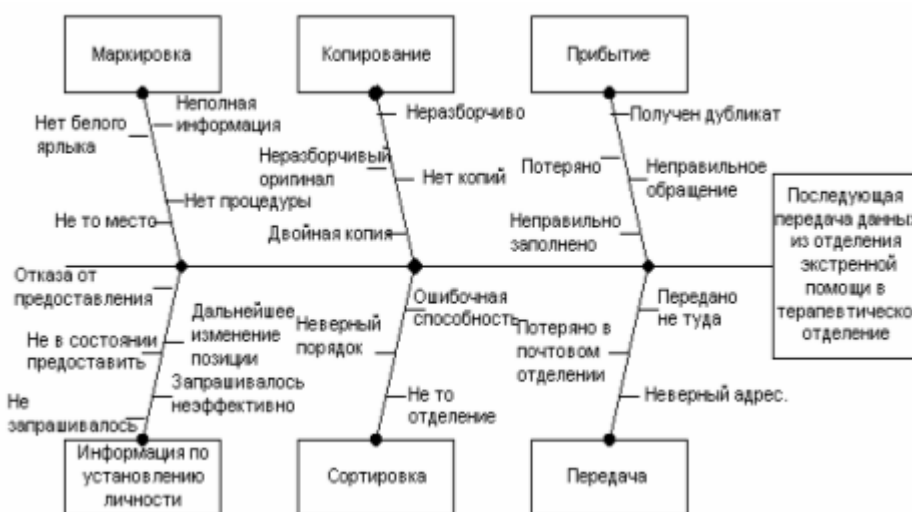 Маркировка
Копирование
Прибытие
Нет белого
ярлыка
Неполная
информация
Нет процедуры
Не то место
Неразборчиво
Неразборчивый
оригинал
Нет копий
Двойная копия
Получен дубликат
Потеряно
Неправильное
обращение
Неправильно
заполнено
Последующая
передача данных
из отделения
экстренной
помощи в
терапевтическо
отделение
Отказа от
предоставления
Дальнейшее
изменение
позиции
Не в состоянии
предоставить
Запрашивалось
неэффективно
Не
запрашивалось
Ошибочная
способность
Неверный
порядок
Не то
отделение
Передано
не туда
Потеряно в
почтовом
отделении
Неверный адрес.
Информация по
установлению
личности
Сортировка
Передача